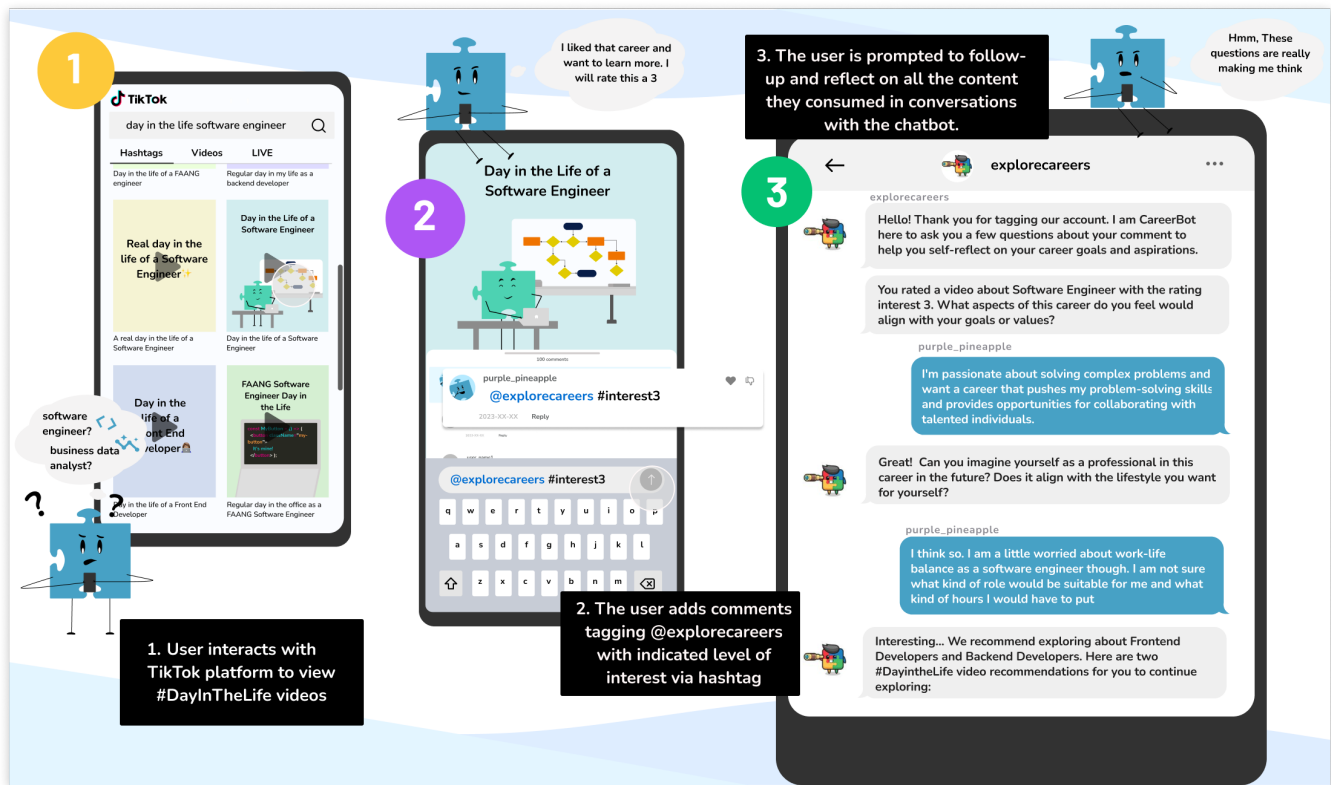 1
TikTok
day in the life software engineer
Hashtags Videos LIVE
Day in the life of a FAANG
engineer
Regular day in my life as a
backend developer
Real day in the
life of a Software
Engineer✨
A real day in the life of a
Software Engineer
Day in the Life of a
Software Engineer
Day in the life of a Software
Engineer
Day in the
life of a
Front End
Developer
Day in the life of a Front End
Developer
FAANG Software
Engineer Day in
the Life
It's mine!
Regular day in the office as a
FAANG Software Engineer
software
engineer?
business data
analyst?
? ?
1. User interacts with
TikTok platform to view
#DayInTheLife videos
I liked that career and
want to learn more. I
will rate this a 3
2
Day in the Life of a
Software Engineer
100 comments
purple_pineapple
@explorecareers #interest3
2023-XX-XX Reply
Reply
@explorecareers #interest3
q w e r t y u i o p
a s d f g h j k l
z x c v b n m
2. The user adds comments
tagging @explorecareers
with indicated level of
interest via hashtag
3. The user is prompted to follow-
up and reflect on all the content
they consumed in conversations
with the chatbot.
Hmm, These
questions are really
making me think
3
explorecareers
explorecareers
Hello! Thank you for tagging our account. I am CareerBot
here to ask you a few questions about your comment to
help you self-reflect on your career goals and aspirations.
You rated a video about Software Engineer with the rating
interest 3. What aspects of this career do you feel would
align with your goals or values?
purple_pineapple
I'm passionate about solving complex problems and
want a career that pushes my problem-solving skills
and provides opportunities for collaborating with
talented individuals.
Great! Can you imagine yourself as a professional in this
career in the future? Does it align with the lifestyle you want
for yourself?
purple_pineapple
I think so. I am a little worried about work-life
balance as a software engineer though. I am not sure
what kind of role would be suitable for me and what
kind of hours I would have to put
Interesting... We recommend exploring about Frontend
Developers and Backend Developers. Here are two
#DayintheLife video recommendations for you to continue
exploring: